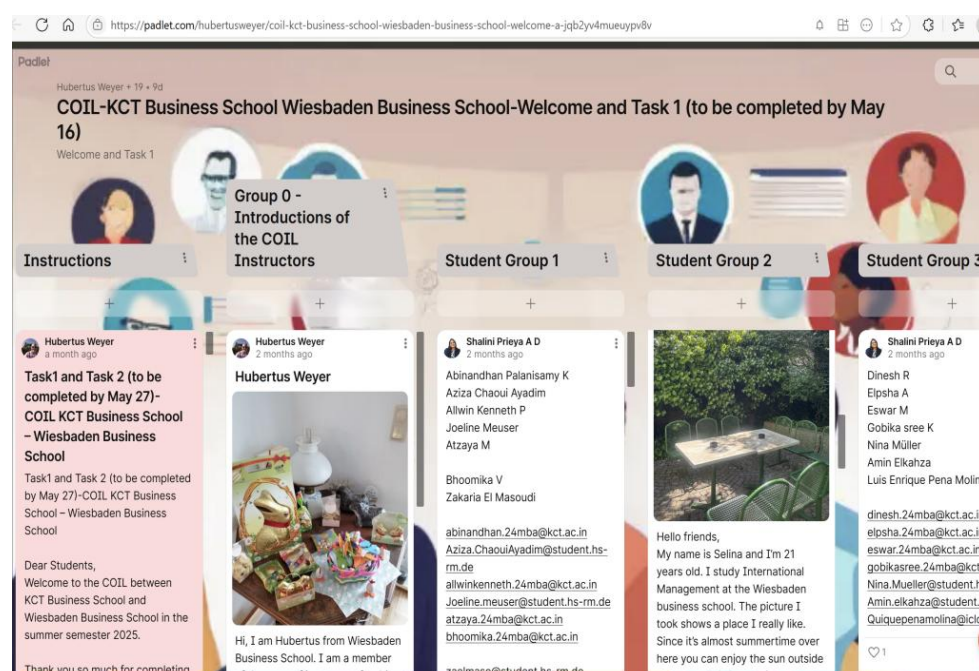 https://padlet.com/hubertusweyer/coil-kct-business-school-wiesbaden-business-school-welcome-a-jqb2yv4mueuypv8v
Padlet
Hubertus Weyer + 19 • 9d
COIL-KCT Business School Wiesbaden Business School-Welcome and Task 1 (to be completed by May
16)
Welcome and Task 1
Instructions
Hubertus Weyer
a month ago
Task1 and Task 2 (to be
completed by May 27)-
COIL KCT Business School
– Wiesbaden Business
School
Task1 and Task 2 (to be completed
by May 27)-COIL KCT Business
School – Wiesbaden Business
School
Dear Students,
Welcome to the COIL between
KCT Business School and
Wiesbaden Business School in the
summer semester 2025.
Thank you so much for completing
Group 0 -
Introductions of
the COIL
Instructors
Hubertus Weyer
2 months ago
Hubertus Weyer
Hi, I am Hubertus from Wiesbaden
Business School. I am a member
Student Group 1
Shalini Prieya A D
2 months ago
Abinandhan Palanisamy K
Aziza Chaoui Ayadim
Allwin Kenneth P
Joeline Meuser
Atzaya M
Bhoomika V
Zakaria El Masoudi
abinandhan.24mba@kct.ac.in
Aziza.ChaouiAyadim@student.hs-
rm.de
allwinkenneth.24mba@kct.ac.in
Joeline.meuser@student.hs-rm.de
atzaya.24mba@kct.ac.in
bhoomika.24mba@kct.ac.in
Student Group 2
Hello friends,
My name is Selina and I'm 21
years old. I study International
Management at the Wiesbaden
business school. The picture I
took shows a place I really like.
Since it's almost summertime over
here you can enjoy the sun outside
Student Group 3
Shalini Prieya A D
2 months ago
Dinesh R
Elpsha A
Eswar M
Gobika sree K
Nina Müller
Amin Elkahza
Luis Enrique Pena Molin
dinesh.24mba@kct.ac.i
elpsha.24mba@kct.ac.i
eswar.24mba@kct.ac.in
gobikasree.24mba@kct
Nina.Mueller@student.h
Amin.elkahza@student.
Quiquepenamolina@iclo
1